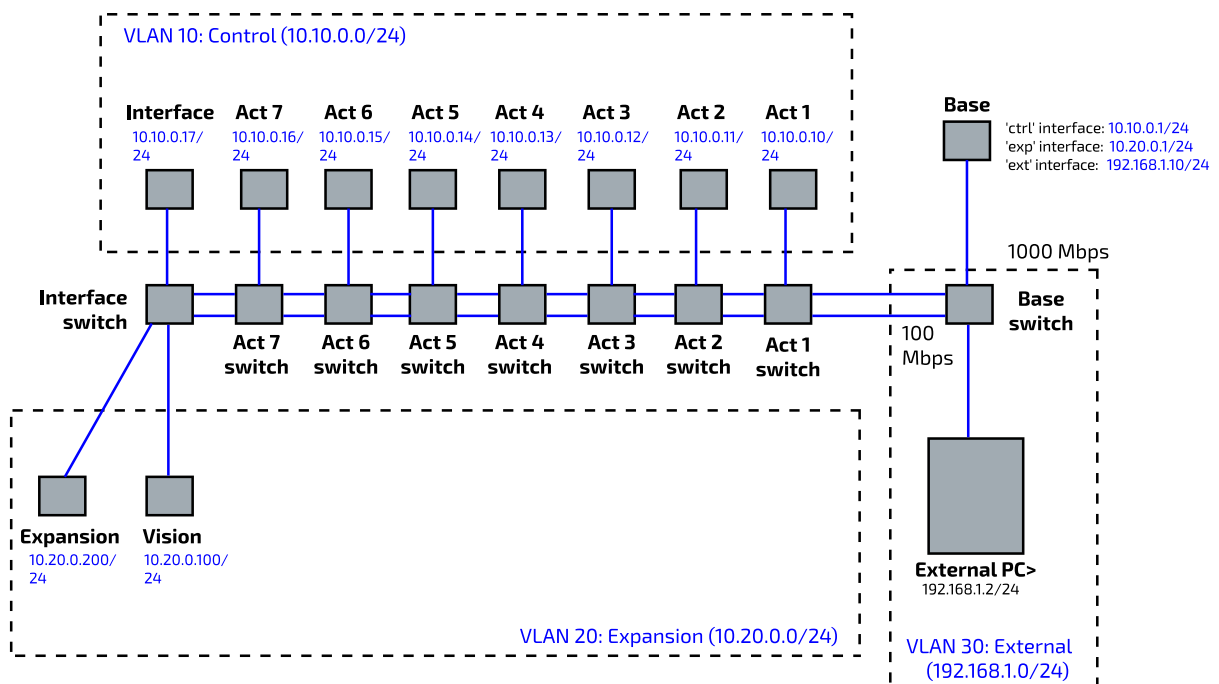 VLAN 10: Control (10.10.0.0/24)
Interface
10.10.0.17/
24
Act 7
10.10.0.16/
24
Act 6
10.10.0.15/
24
Act 5
10.10.0.14/
24
Act 4
10.10.0.13/
24
Act 3
10.10.0.12/
24
Act 2
10.10.0.11/
24
Act 1
10.10.0.10/
24
Base
'ctrl' interface: 10.10.0.1/24
'exp' interface: 10.20.0.1/24
'ext' interface: 192.168.1.10/24
1000 Mbps
Interface
switch
Act 7
switch
Act 6
switch
Act 5
switch
Act 4
switch
Act 3
switch
Act 2
switch
Act 1
switch
100
Mbps
Base
switch
Expansion
10.20.0.200/
24
Vision
10.20.0.100/
24
VLAN 20: Expansion (10.20.0.0/24)
External PC>
192.168.1.2/24
VLAN 30: External
(192.168.1.0/24)